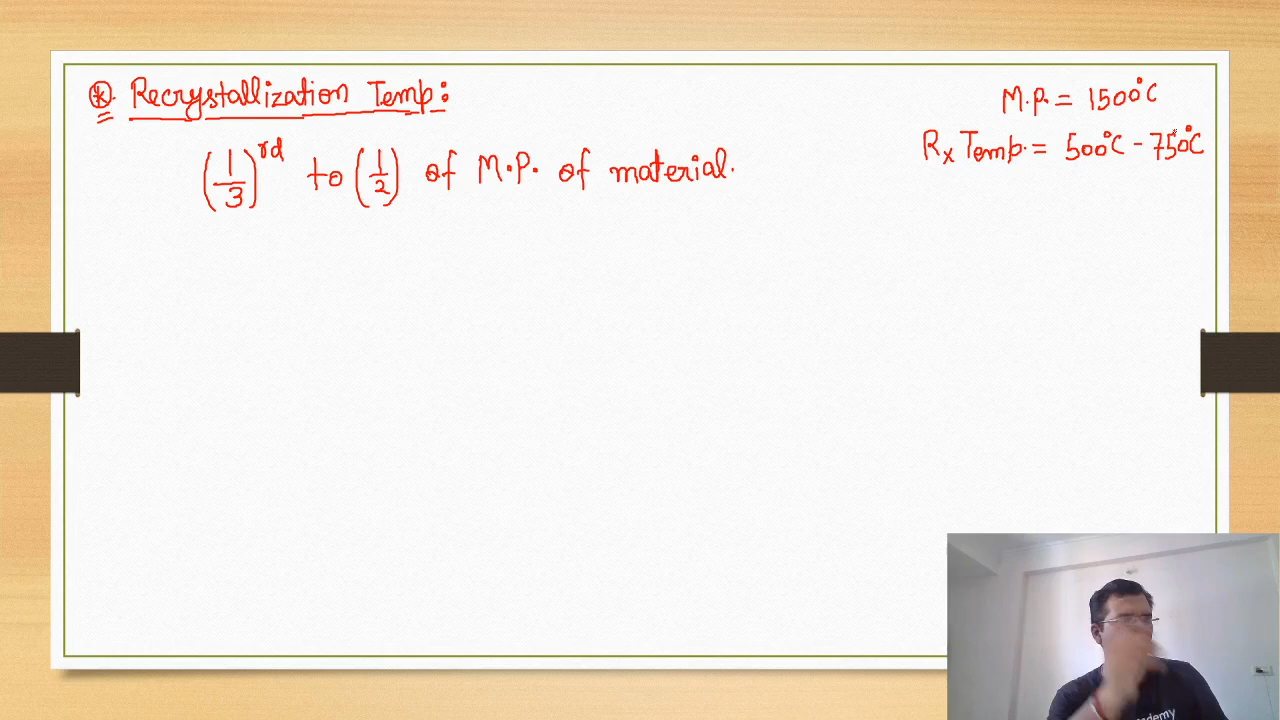 * Recrystallization Temp:
(1/3)rd to (1/2) of M.P. of material.
M.P. = 1500°C
Rx Temp. = 500°C - 750°C